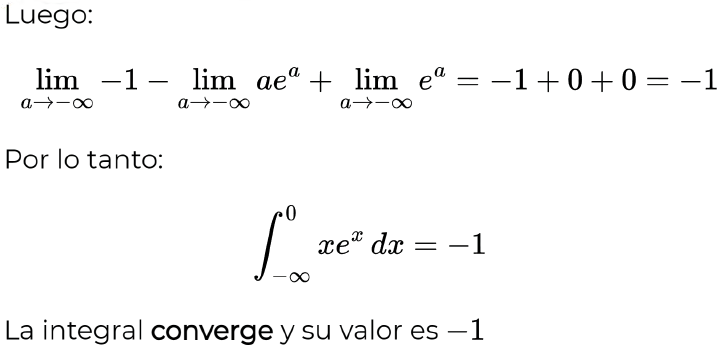 Luego:
lim a→−∞ −1 − lim a→−∞ ae^a + lim a→−∞ e^a = −1 + 0 + 0 = −1
Por lo tanto:
∫_{−∞}^{0} xe^x dx = −1
La integral converge y su valor es −1